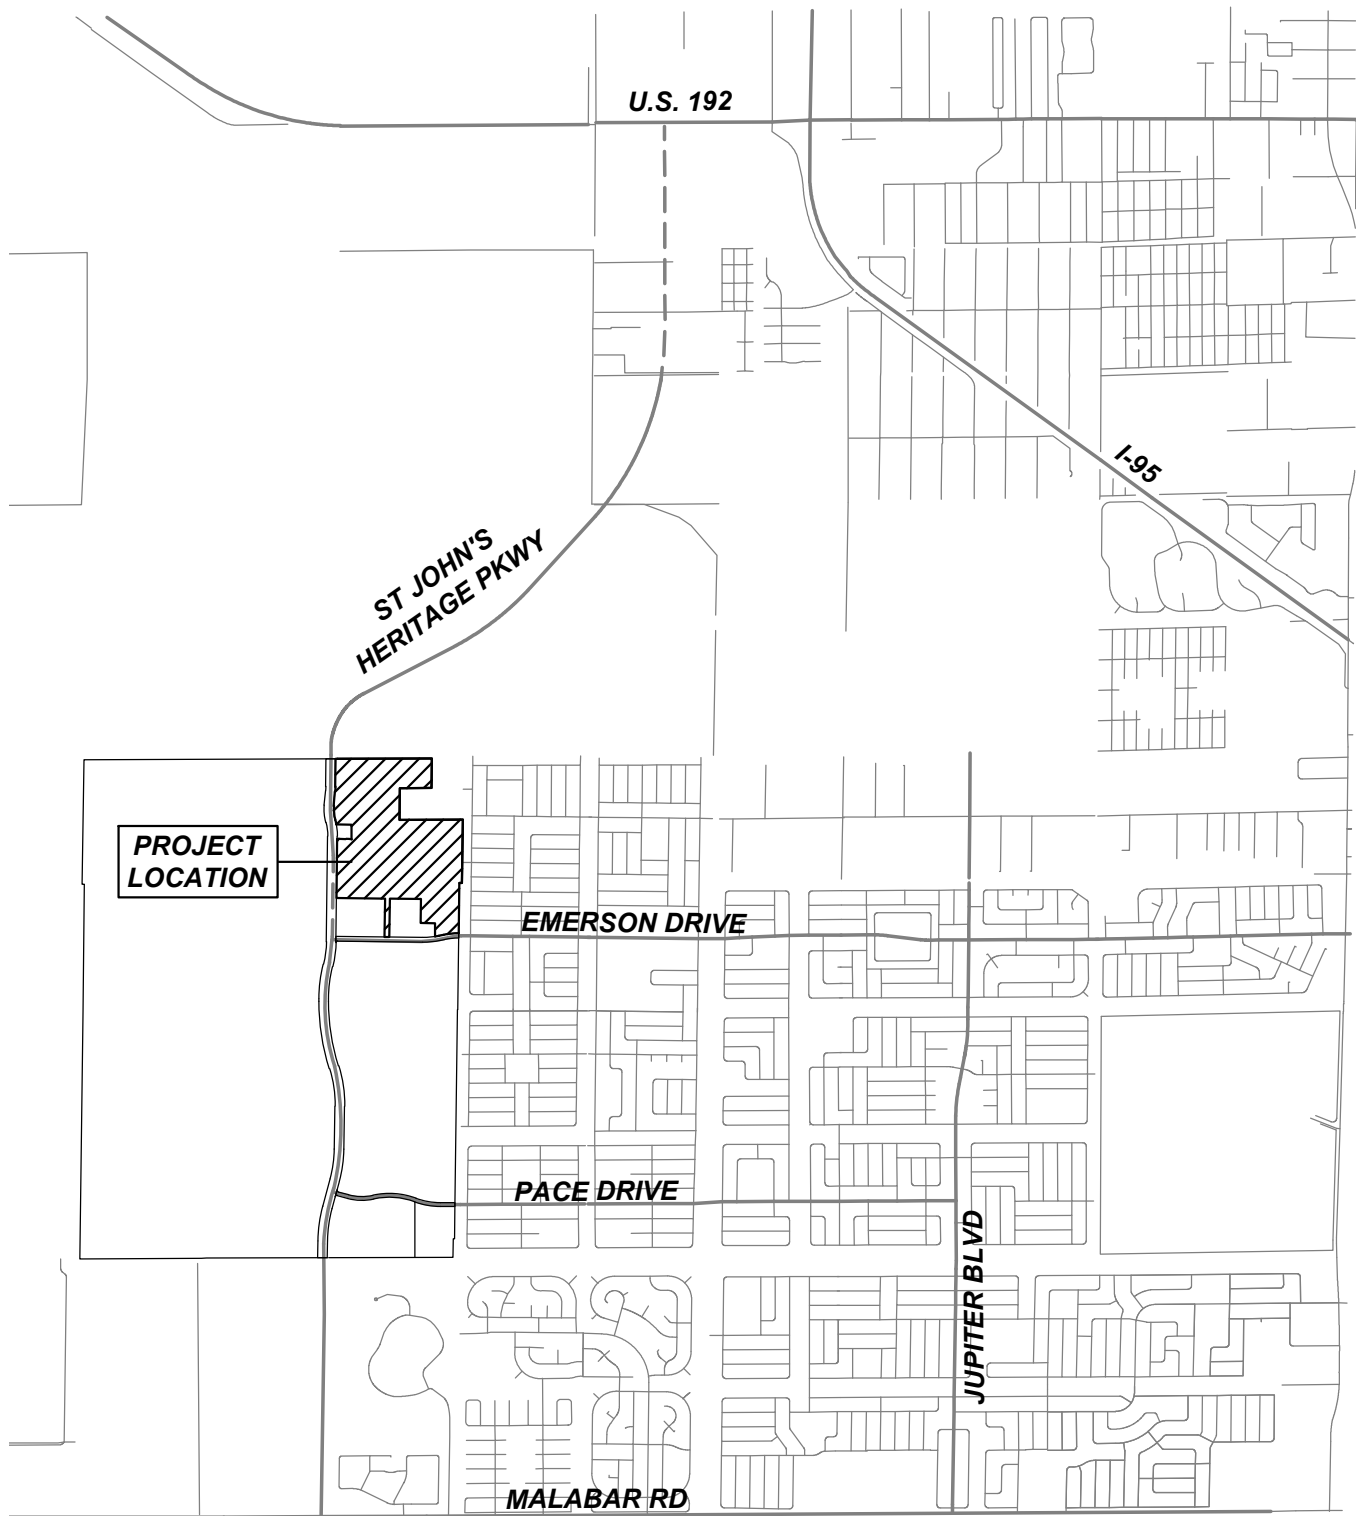 U.S. 192
I-95
ST JOHN'S
HERITAGE PKWY
PROJECT
LOCATION
EMERSON DRIVE
PACE DRIVE
JUPITER BLVD
MALABAR RD